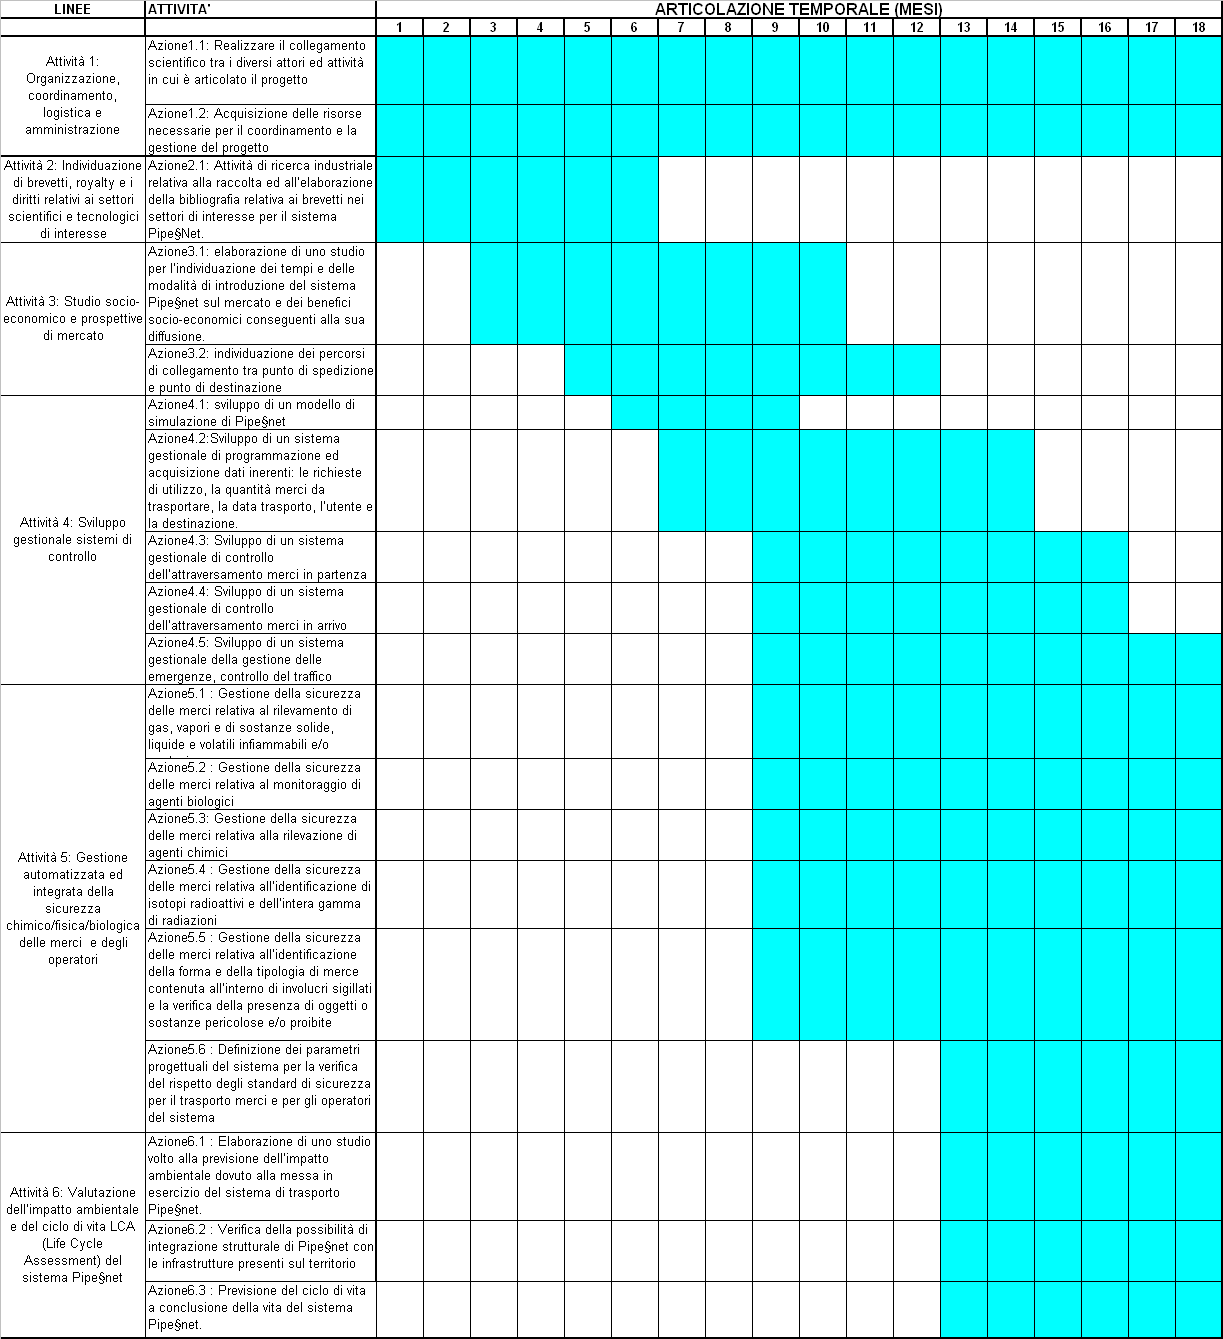 LINEE
ATTIVITA'
ARTICOLAZIONE TEMPORALE (MESI)
1 2 3 4 5 6 7 8 9 10 11 12 13 14 15 16 17 18
Attività 1:
Organizzazione,
coordinamento,
logistica e
amministrazione
Azione1.1: Realizzare il collegamento
scientifico tra i diversi attori ed attività
in cui è articolato il progetto
Azione1.2: Acquisizione delle risorse
necessarie per il coordinamento e la
gestione del progetto
Attività 2: Individuazione
di brevetti, royalty e i
diritti relativi ai settori
scientifici e tecnologici
di interesse
Azione2.1: Attività di ricerca industriale
relativa alla raccolta ed all'elaborazione
della bibliografia relativa ai brevetti nei
settori di interesse per il sistema
Pipe§Net.
Attività 3: Studio socio-
economico e prospettive
di mercato
Azione3.1: elaborazione di uno studio
per l'individuazione dei tempi e delle
modalità di introduzione del sistema
Pipe§net sul mercato e dei benefici
socio-economici conseguenti alla sua
diffusione.
Azione3.2: individuazione dei percorsi
di collegamento tra punto di spedizione
e punto di destinazione
Attività 4: Sviluppo
gestionale sistemi di
controllo
Azione4.1: sviluppo di un modello di
simulazione di Pipe§net
Azione4.2:Sviluppo di un sistema
gestionale di programmazione ed
acquisizione dati inerenti: le richieste
di utilizzo, la quantità merci da
trasportare, la data trasporto, l'utente e
la destinazione.
Azione4.3: Sviluppo di un sistema
gestionale di controllo
dell'attraversamento merci in partenza
Azione4.4: Sviluppo di un sistema
gestionale di controllo
dell'attraversamento merci in arrivo
Azione4.5: Sviluppo di un sistema
gestionale della gestione delle
emergenze, controllo del traffico
Attività 5: Gestione
automatizzata ed
integrata della
sicurezza
chimico/fisica/biologica
delle merci  e degli
operatori
Azione5.1 : Gestione della sicurezza
delle merci relativa al rilevamento di
gas, vapori e di sostanze solide,
liquide e volatili infiammabili e/o
Azione5.2 : Gestione della sicurezza
delle merci relativa al monitoraggio di
agenti biologici
Azione5.3: Gestione della sicurezza
delle merci relativa alla rilevazione di
agenti chimici
Azione5.4 : Gestione della sicurezza
delle merci relativa all'identificazione di
isotopi radioattivi e dell'intera gamma
di radiazioni
Azione5.5 : Gestione della sicurezza
delle merci relativa all'identificazione
della forma e della tipologia di merce
contenuta all'interno di involucri sigillati
e la verifica della presenza di oggetti o
sostanze pericolose e/o proibite
Azione5.6 : Definizione dei parametri
progettuali del sistema per la verifica
del rispetto degli standard di sicurezza
per il trasporto merci e per gli operatori
del sistema
Attività 6: Valutazione
dell'impatto ambientale
e del ciclo di vita LCA
(Life Cycle
Assessment) del
sistema Pipe§net
Azione6.1 : Elaborazione di uno studio
volto alla previsione dell'impatto
ambientale dovuto alla messa in
esercizio del sistema di trasporto
Pipe§net.
Azione6.2 : Verifica della possibilità di
integrazione strutturale di Pipe§net con
le infrastrutture presenti sul territorio
Azione6.3 : Previsione del ciclo di vita
a conclusione della vita del sistema
Pipe§net.